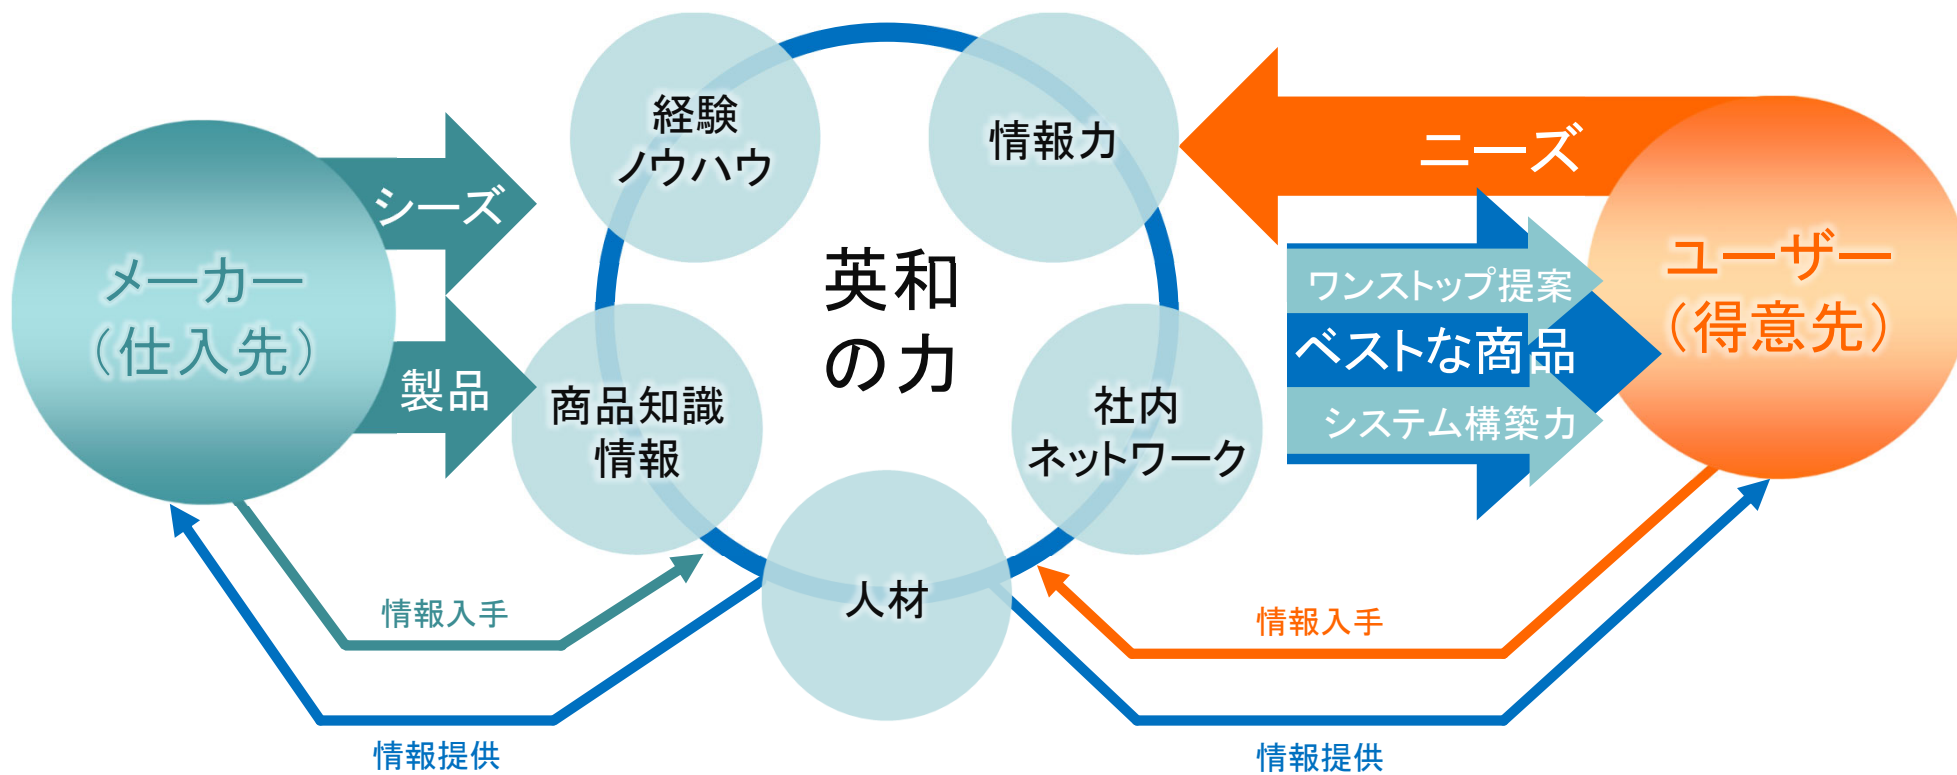 メーカー
（仕入先）
シーズ
製品
経験
ノウハウ
情報力
英和
の力
商品知識
情報
社内
ネットワーク
人材
ニーズ
ワンストップ提案
ベストな商品
システム構築力
ユーザー
（得意先）
情報入手
情報提供
情報入手
情報提供